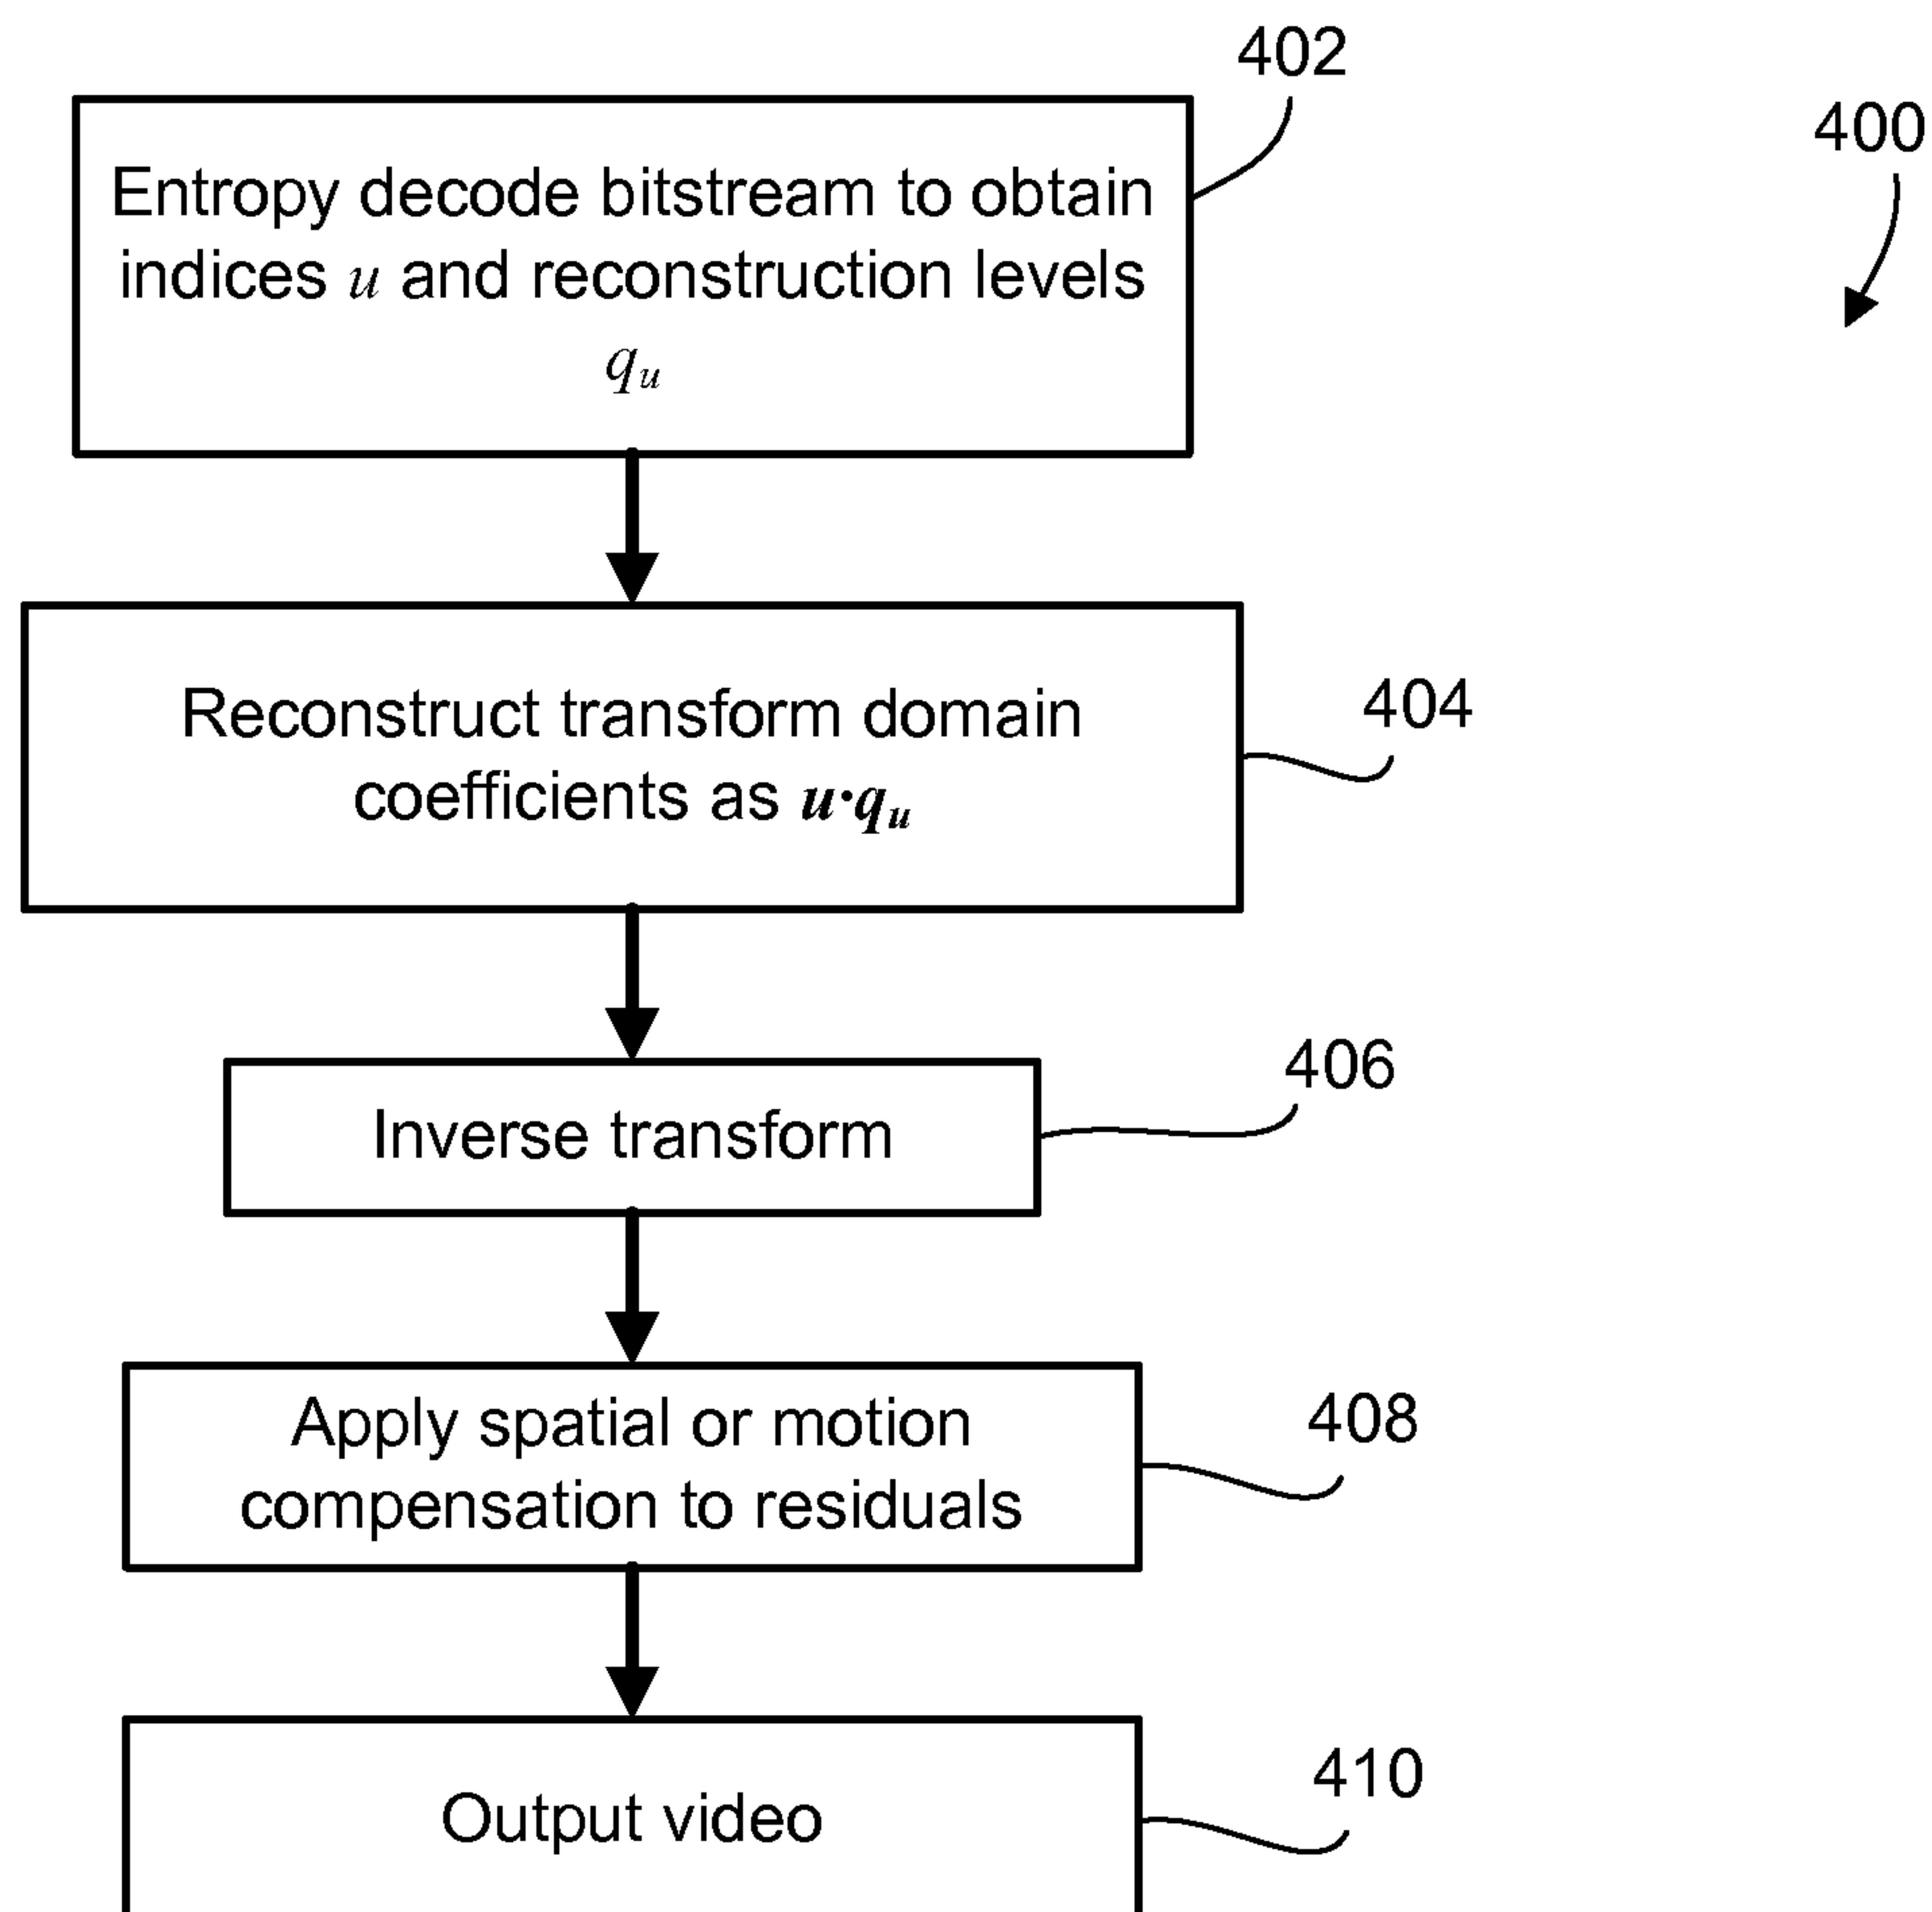 402
400
Entropy decode bitstream to obtain
indices u and reconstruction levels
qu
Reconstruct transform domain
coefficients as u·qu
404
406
Inverse transform
Apply spatial or motion
compensation to residuals
408
410
Output video